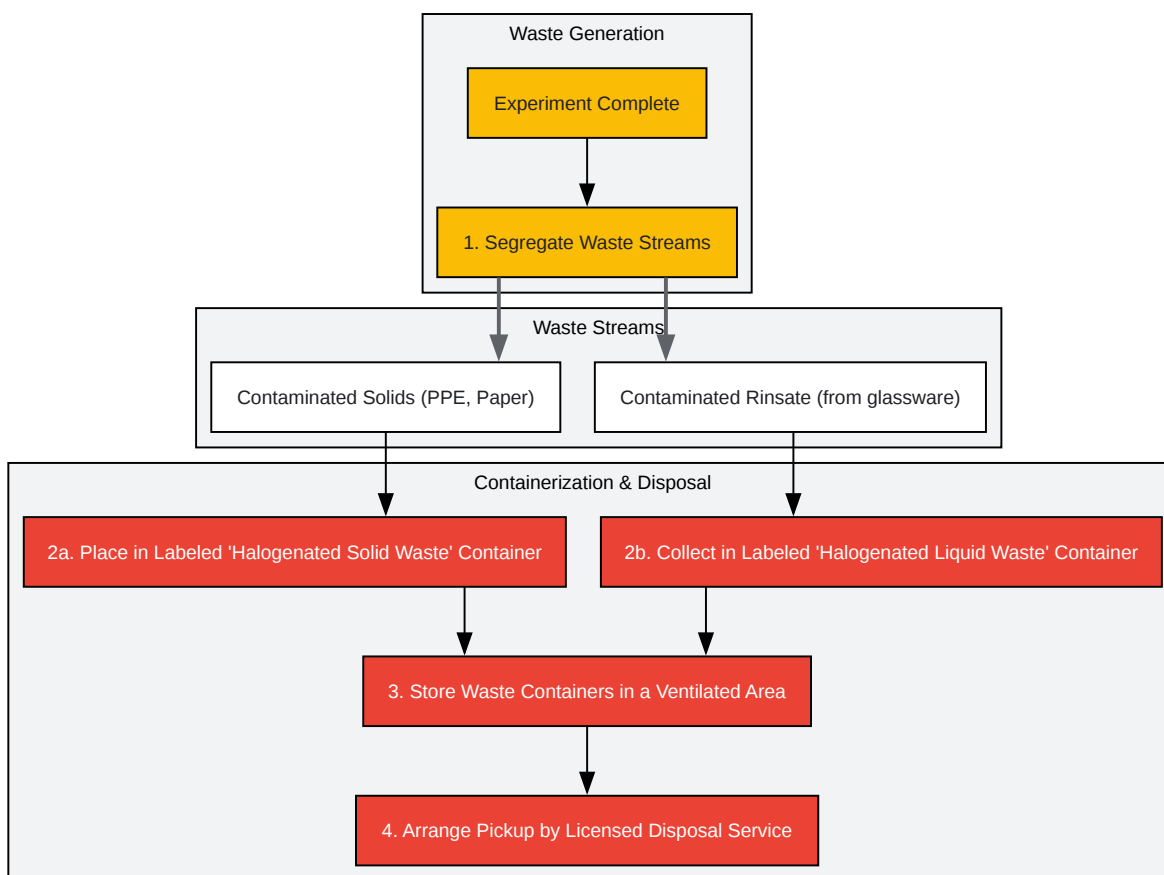 Waste Generation
Experiment Complete
1. Segregate Waste Streams
Waste Streams
Contaminated Solids (PPE, Paper)
Contaminated Rinsate (from glassware)
Containerization & Disposal
2a. Place in Labeled 'Halogenated Solid Waste' Container
2b. Collect in Labeled 'Halogenated Liquid Waste' Container
3. Store Waste Containers in a Ventilated Area
4. Arrange Pickup by Licensed Disposal Service